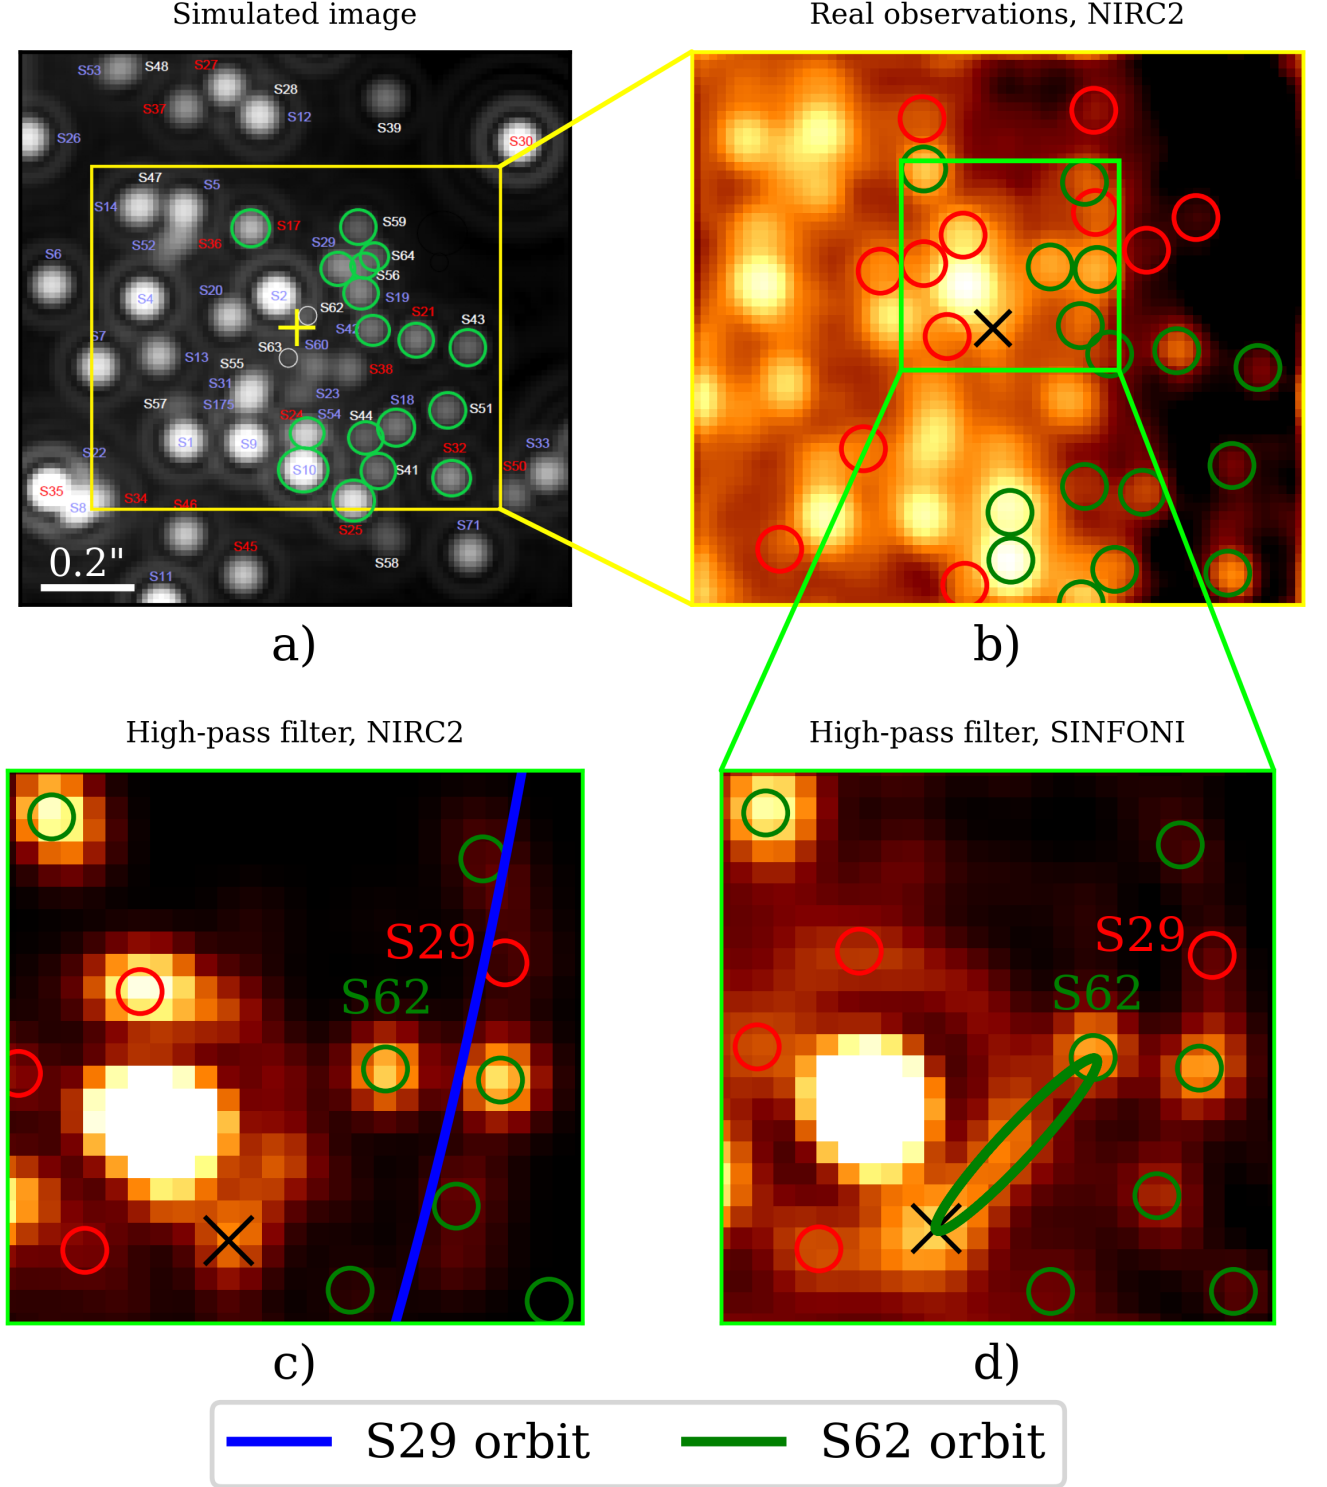 Simulated image
Real observations, NIRC2
S53
S48
S27
S37
S28
S12
S39
S26
S30
S47
S5
S14
S17
S59
S52
S36
S29
S64
S6
S56
S20
S2
S19
S4
S62
S21
S43
S42
S7
S63
S60
S13
S55
S38
S31
S23
S57
S175
S18
S24
S54
S44
S51
S1
S9
S33
S22
S10
S41
S32
S50
S35
S34
S8
S46
S25
S71
0.2"
S45
S58
S11
a)
b)
High-pass filter, NIRC2
High-pass filter, SINFONI
S29
S62
S29
S62
c)
d)
S29 orbit
S62 orbit